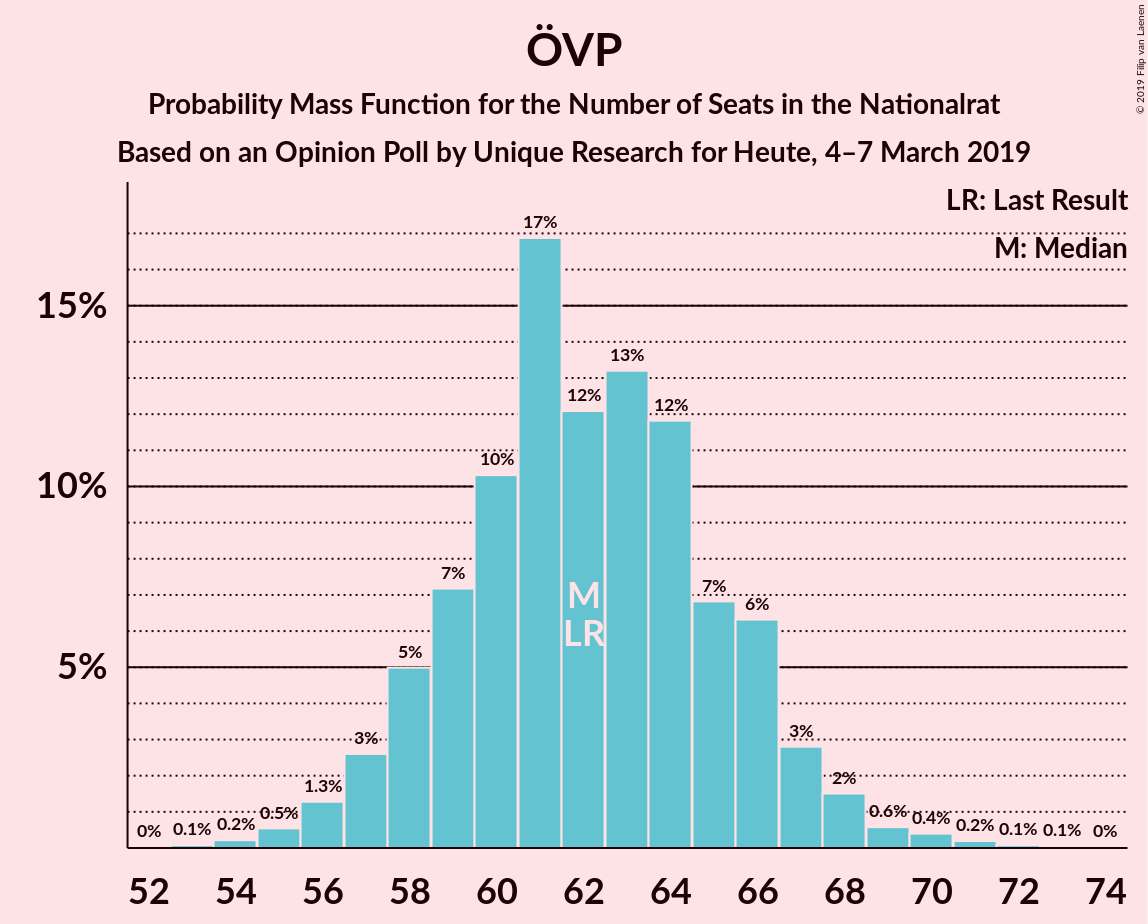 ÖVP
Probability Mass Function for the Number of Seats in the Nationalrat
Based on an Opinion Poll by Unique Research for Heute, 4–7 March 2019
© 2019 Filip van Laenen
LR: Last Result
M: Median
15%
10%
5%
0%
0.1%
0.2%
0.5%
1.3%
3%
5%
7%
10%
17%
12%
13%
12%
7%
6%
3%
2%
0.6%
0.4%
0.2%
0.1%
0.1%
0%
M
LR
52 54 56 58 60 62 64 66 68 70 72 74